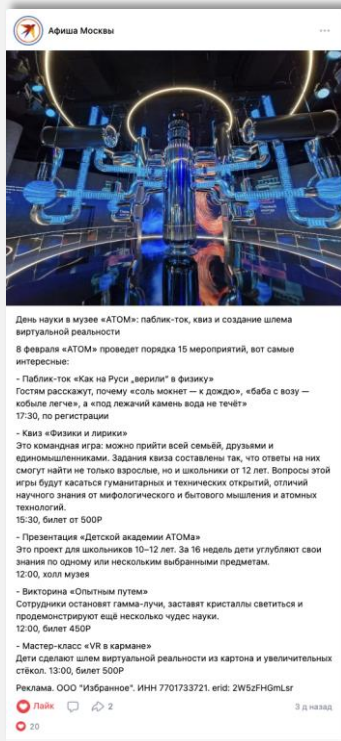 Афиша Москвы
День науки в музее «АТОМ»: паблик-ток, квиз и создание шлема
виртуальной реальности
8 февраля «АТОМ» проведет порядка 15 мероприятий, вот самые
интересные:
- Паблик-ток «Как на Руси „верили" в физику»
Гостям расскажут, почему «соль мокнет — к дождю», «баба с возу —
кобыле легче», а «под лежачий камень вода не течёт»
17:30, по регистрации
- Квиз «Физики и лирики»
Это командная игра: можно прийти всей семьёй, друзьями и
единомышленниками. Задания квиза составлены так, что ответы на них
смогут найти не только взрослые, но и школьники от 12 лет. Вопросы этой
игры будут касаться гуманитарных и технических открытий, отличий
научного знания от мифологического и бытового мышления и атомных
технологий.
15:30, билет от 500Р
- Презентация «Детской академии АТОМа»
Это проект для школьников 10–12 лет. За 16 недель дети углубляют свои
знания по одному или нескольким выбранными предметам.
12:00, холл музея
- Викторина «Опытным путем»
Сотрудники остановят гамма-лучи, заставят кристаллы светиться и
продемонстрируют ещё несколько чудес науки.
12:00, билет 450Р
- Мастер-класс «VR в кармане»
Дети сделают шлем виртуальной реальности из картона и увеличительных
стёкол. 13:00, билет 500Р
Реклама. ООО "Избранное". ИНН 7701733721. erid: 2W5zFHGmLsr
Лайк 2 3 д назад
20